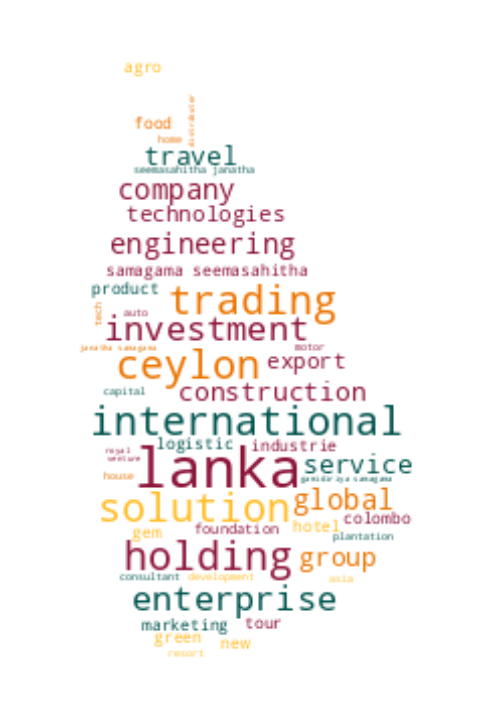 agro
food
distributor
home
travel
seemasahitha janatha
company
technologies
engineering
samagama seemasahitha
product
trading
tech
auto
investment
janatha samagama
motor
ceylon
export
capital
construction
international
logistic
industrie
royal
venture
lanka
service
house
gamidiriya samagama
solution
global
colombo
gem
foundation
hotel
plantation
holding
group
consultant
development
asia
enterprise
marketing
tour
green
new
resort